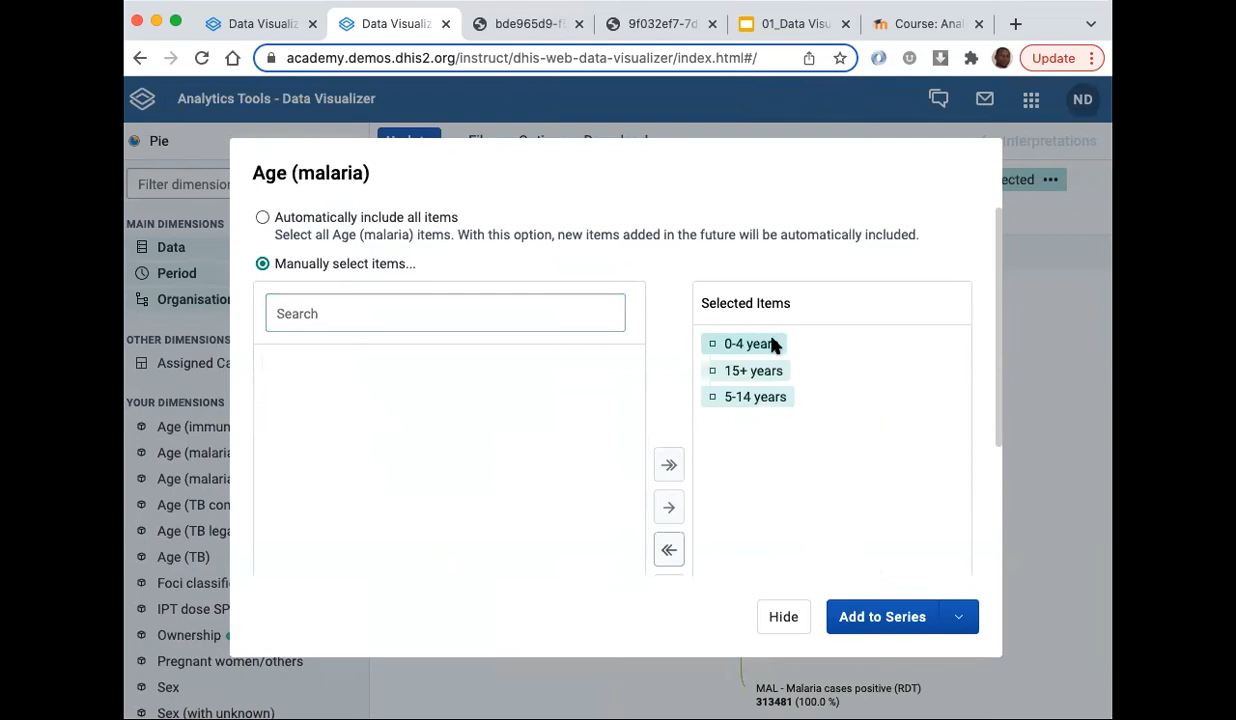 Data Visualiz
Data Visualiz
bde965d9-f
9f032ef7-7d
01_Data Visu
Course: Ana
academy.demos.dhis2.org/instruct/dhis-web-data-visualizer/index.html#/
Update
Analytics Tools - Data Visualizer
ND
Pie
Interpretations
Filter dimension
MAIN DIMENSIONS
Data
Period
Organisation
OTHER DIMENSIONS
Assigned Ca
YOUR DIMENSIONS
Age (immun
Age (malaria
Age (malaria
Age (TB con
Age (TB lega
Age (TB)
Foci classifi
IPT dose SP
Ownership
Pregnant women/others
Sex
Sex (with unknown)
Age (malaria)
Automatically include all items
Select all Age (malaria) items. With this option, new items added in the future will be automatically included.
Manually select items...
Search
Selected Items
0-4 years
15+ years
5-14 years
Hide
Add to Series
MAL - Malaria cases positive (RDT)
313481 (100.0 %)